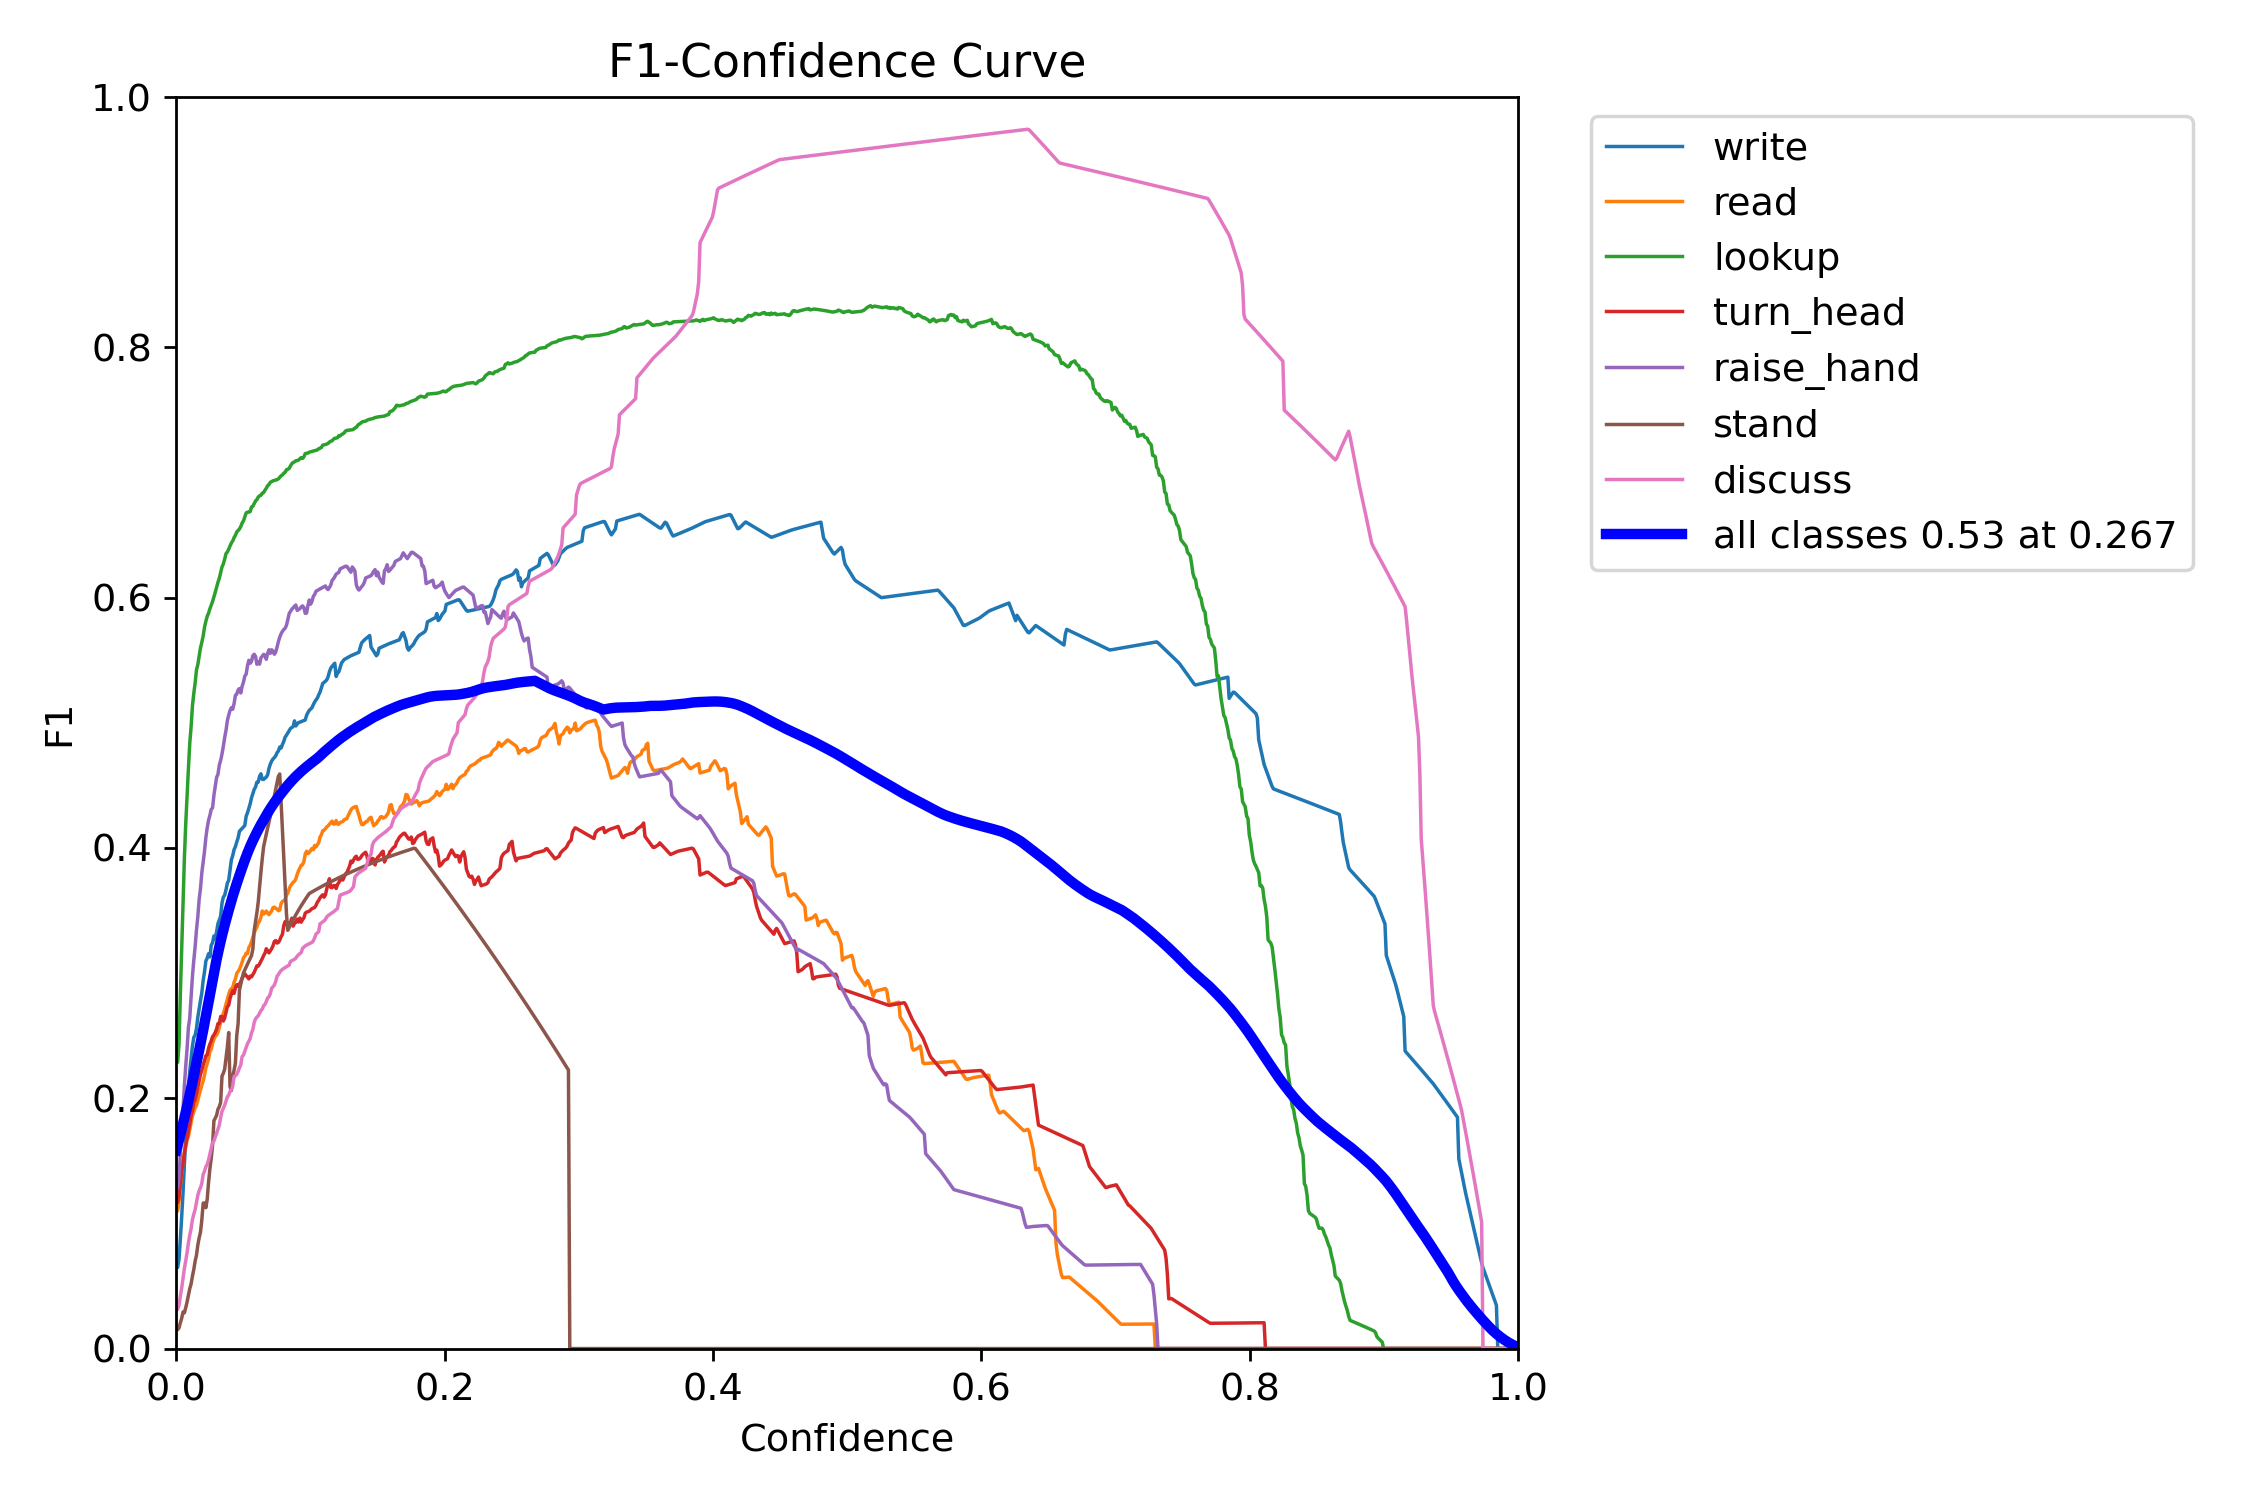 F1-Confidence Curve
1.0
0.8
0.6
0.4
0.2
0.0
F1
0.0 0.2 0.4 0.6 0.8 1.0
Confidence
write
read
lookup
turn_head
raise_hand
stand
discuss
all classes 0.53 at 0.267